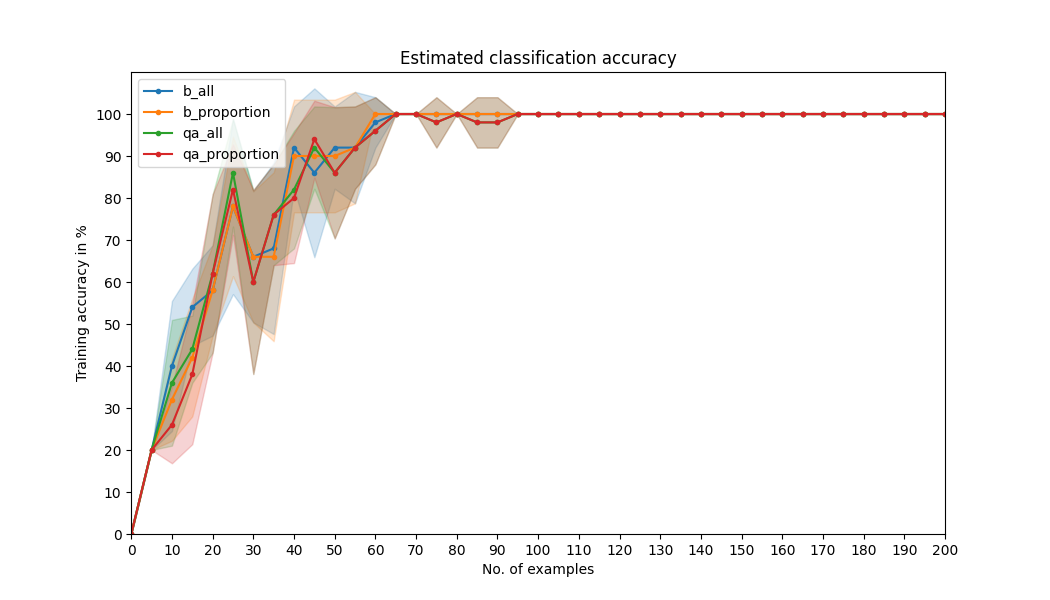 Estimated classification accuracy
b_all
b_proportion
qa_all
qa_proportion
Training accuracy in %
100
90
80
70
60
50
40
30
20
10
0
0 10 20 30 40 50 60 70 80 90 100 110 120 130 140 150 160 170 180 190 200
No. of examples